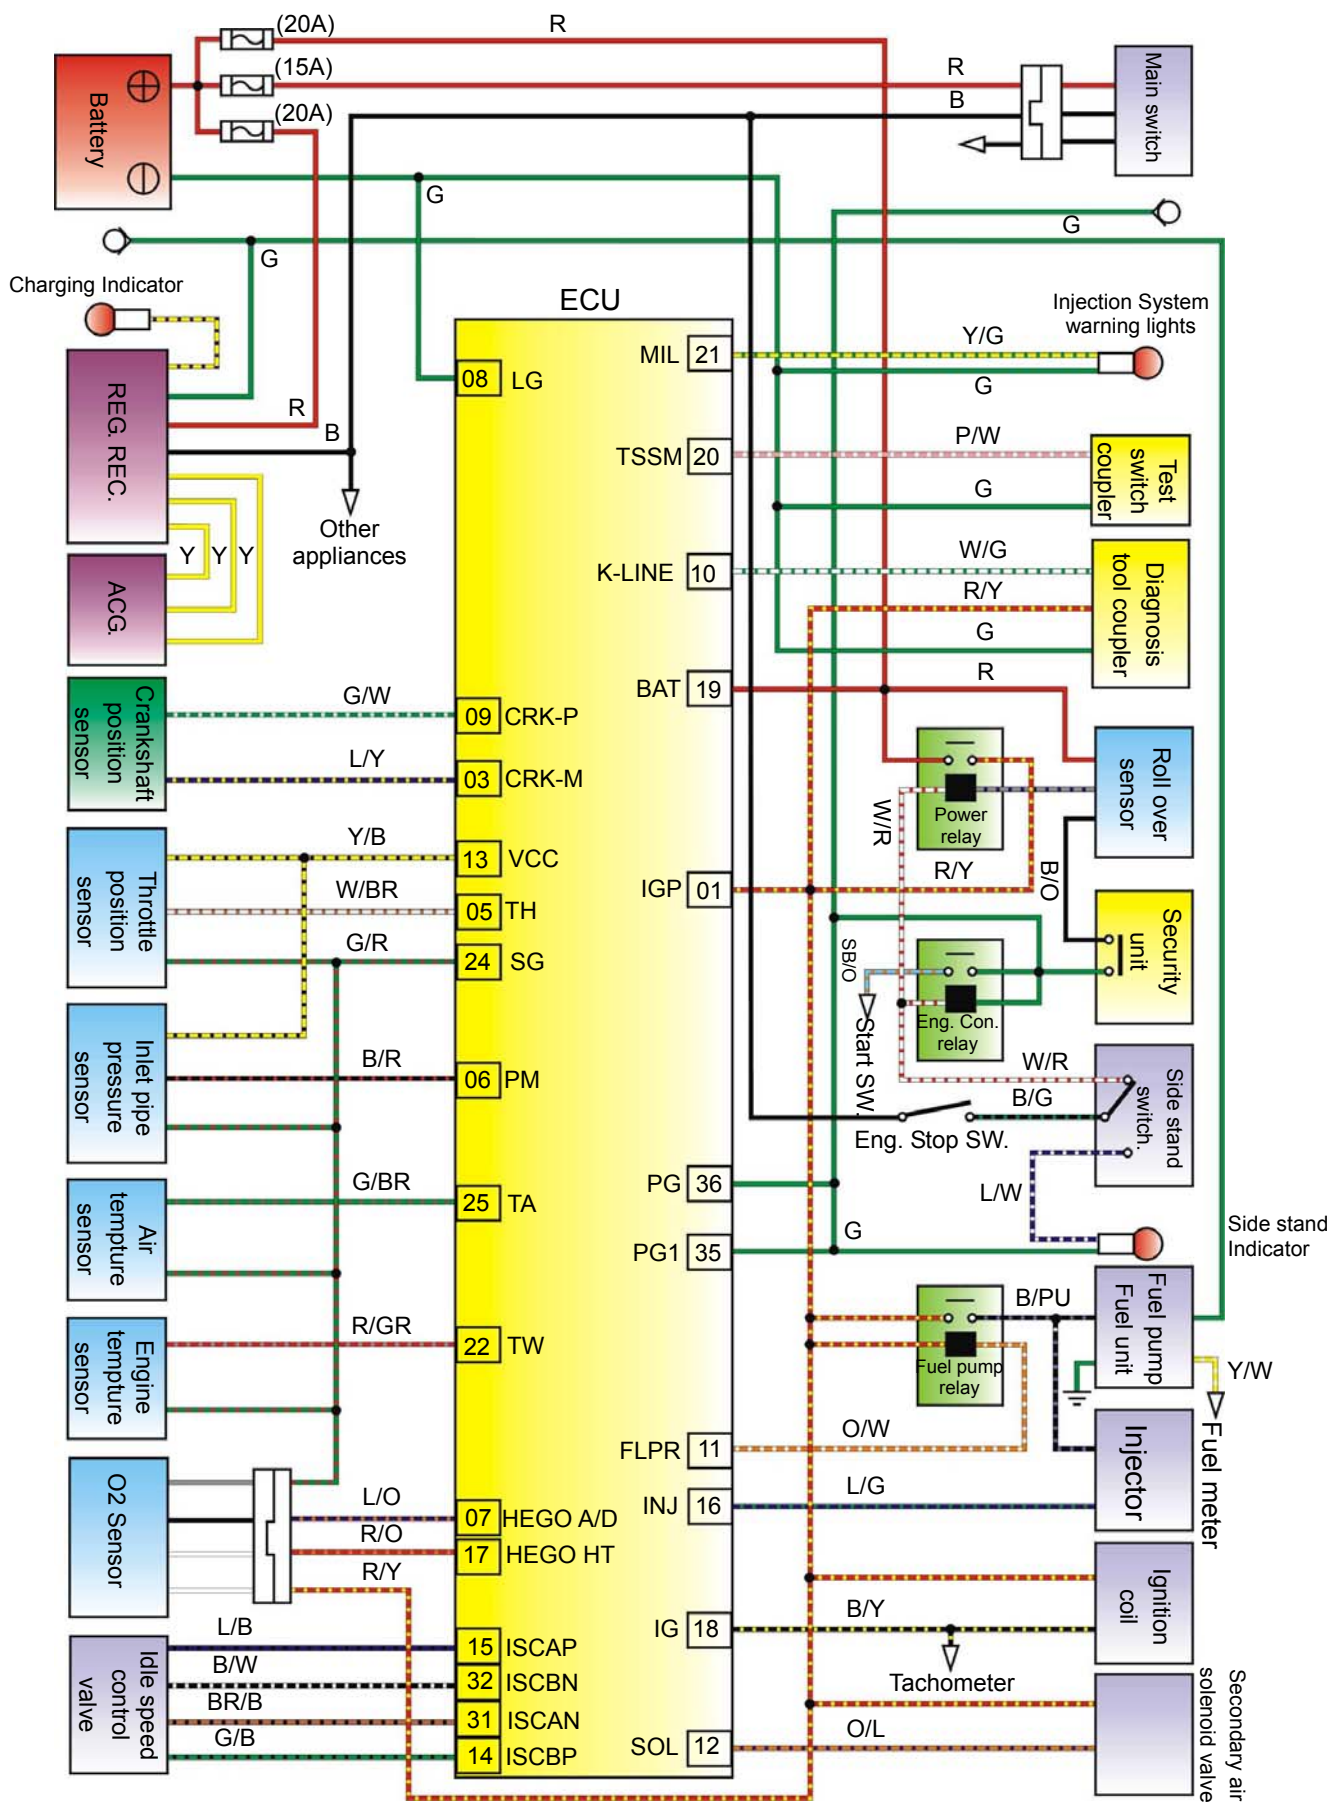 (20A)
R
(15A)
R
B
(20A)
Battery
Main switch
G
G
G
Charging Indicator
ECU
Injection System
warning lights
MIL 21
Y/G
G
08 LG
REG. REC.
R
B
P/W
TSSM 20
Test
switch
coupler
G
Other
appliances
Y Y Y
W/G
K-LINE 10
R/Y
Diagnosis
tool coupler
G
ACG.
R
BAT 19
Crankshaft
position
sensor
G/W
09 CRK-P
L/Y
03 CRK-M
Roll over
sensor
Power
relay
W/R
Y/B
13 VCC
Throttle
position
sensor
R/Y
B/O
IGP 01
W/BR
05 TH
G/R
24 SG
Security
unit
SB/O
Eng. Con.
relay
Start SW.
Inlet pipe
pressure
sensor
B/R
06 PM
W/R
B/G
Side stand
switch.
Eng. Stop SW.
PG 36
L/W
G/BR
25 TA
Air
tempture
sensor
Side stand
Indicator
G
PG1 35
B/PU
Fuel pump
Fuel unit
R/GR
22 TW
Engine
tempture
sensor
Fuel pump
relay
Y/W
Fuel meter
O/W
FLPR 11
Injector
O2 Sensor
L/G
INJ 16
L/O
07 HEGO A/D
R/O
17 HEGO HT
R/Y
Ignition
coil
B/Y
IG 18
L/B
15 ISCAP
B/W
32 ISCBN
Idle speed
control
valve
BR/B
31 ISCAN
G/B
14 ISCBP
Tachometer
O/L
SOL 12
Secondary air
solenoid valve